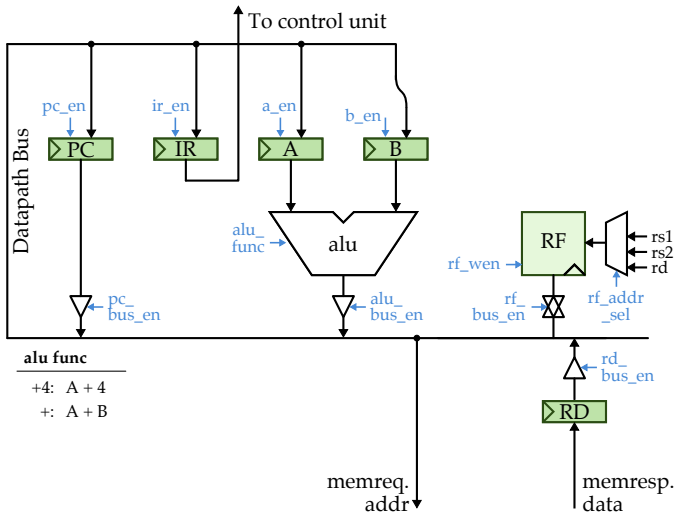 To control unit
pc_en
ir_en
a_en
b_en
PC
IR
A
B
Datapath Bus
alu_
func
alu
RF
rs1
rs2
rd
rf_wen
rf_addr
_sel
pc_
bus_en
alu_
bus_en
rf_
bus_en
alu func
+4: A + 4
+: A + B
rd_
bus_en
RD
memreq.
addr
memresp.
data